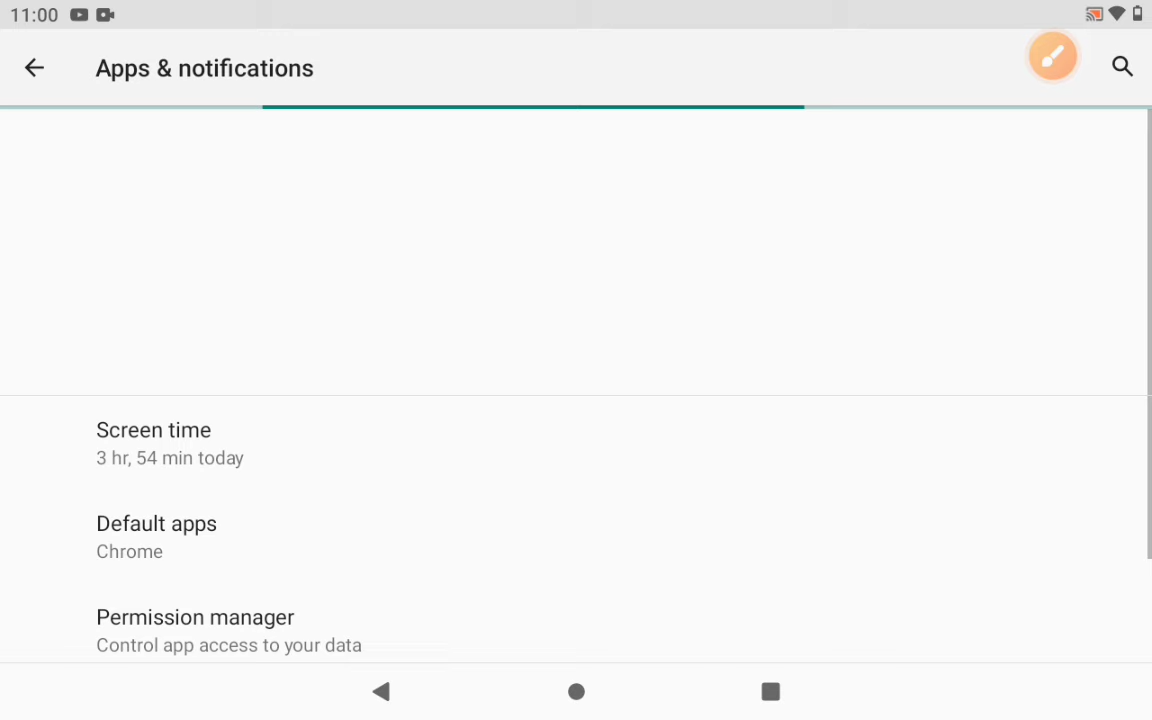 11:00
Apps & notifications
Screen time
3 hr, 54 min today
Default apps
Chrome
Permission manager
Control app access to your data